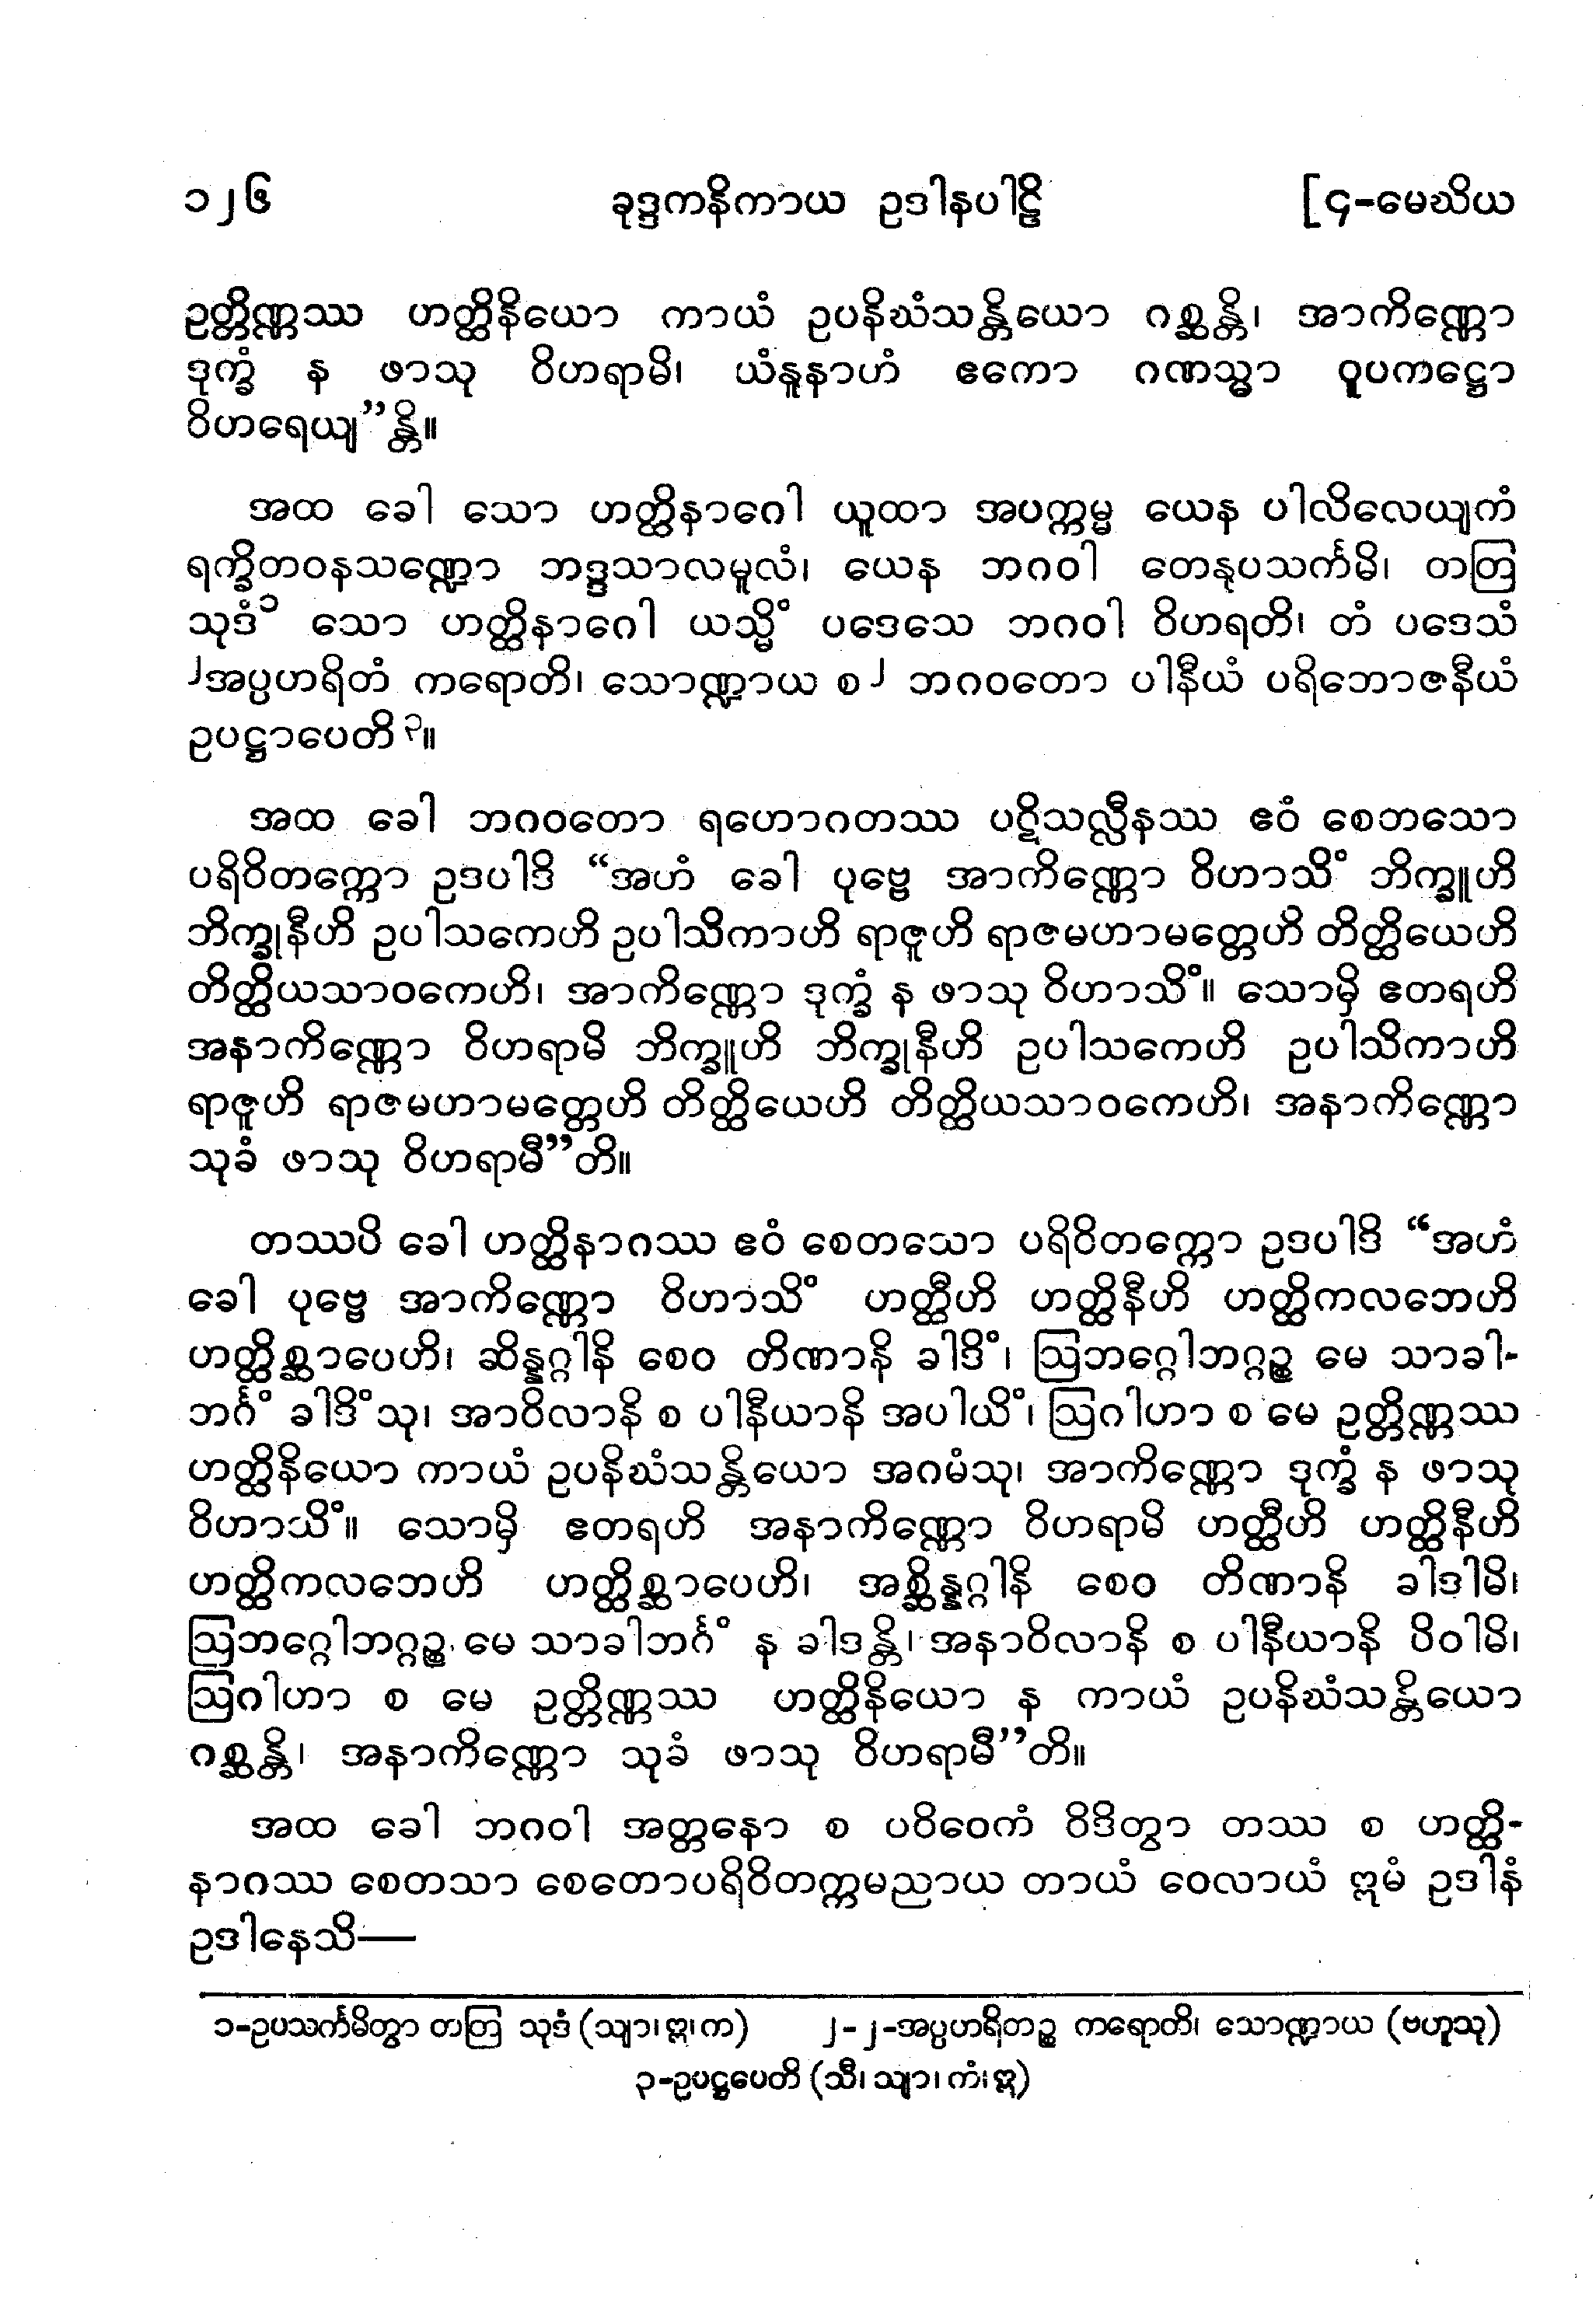 ၁၂၆ ခုဒ္ဒကနိကာယ ဥဒါနပါဠိ [၄-မေဃိယ
ဥတ္တိဏ္ဏဿ ဟတ္ထိနိယော ကာယံ ဥပနိဃံသန္တိယော ဂစ္ဆန္တိ၊ အာကိဏ္ဏော
ဒုက္ခံ န ဖာသု ဝိဟရာမိ၊ ယံနူနာဟံ ဧကော ဂဏသ္မာ ဝူပကဋ္ဌော
ဝိဟရေယျ”န္တိ။
အထ ခေါ သော ဟတ္ထိနာဂေါ ယူထာ အပက္ကမ္မ ယေန ပါလိလေယျကံ
ရက္ခိတဝနသဏ္ဍော ဘဒ္ဒသာလမူလံ၊ ယေန ဘဂဝါ တေနုပသင်္ကမိ၊ တတြ
သုဒံ၁ သော ဟတ္ထိနာဂေါ ယသ္မိံ ပဒေသေ ဘဂဝါ ဝိဟရတိ၊ တံ ပဒေသံ
၂အပ္ပဟရိတံ ကရောတိ၊ သောဏ္ဍာယ စ၂ ဘဂဝတော ပါနီယံ ပရိဘောဇနီယံ
ဥပဋ္ဌာပေတိ၃။
အထ ခေါ ဘဂဝတော ရဟောဂတဿ ပဋိသလ္လီနဿ ဧဝံ စေဘသော
ပရိဝိတက္ကော ဥဒပါဒိ “အဟံ ခေါ ပုဗ္ဗေ အာကိဏ္ဏော ဝိဟာသိံ ဘိက္ခူဟိ
ဘိက္ခုနီဟိ ဥပါသကေဟိ ဥပါသိကာဟိ ရာဇူဟိ ရာဇမဟာမတ္တေဟိ တိတ္ထိယေဟိ
တိတ္ထိယသာဝကေဟိ၊ အာကိဏ္ဏော ဒုက္ခံ န ဖာသု ဝိဟာသိံ။ သောမှိ ဧတရဟိ
အနာကိဏ္ဏော ဝိဟရာမိ ဘိက္ခူဟိ ဘိက္ခုနီဟိ ဥပါသကေဟိ ဥပါသိကာဟိ
ရာဇူဟိ ရာဇမဟာမတ္တေဟိ တိတ္ထိယေဟိ တိတ္ထိယသာဝကေဟိ၊ အနာကိဏ္ဏော
သုခံ ဖာသု ဝိဟရာမီ”တိ။
တဿပိ ခေါ ဟတ္ထိနာဂဿ ဧဝံ စေတသော ပရိဝိတက္ကော ဥဒပါဒိ “အဟံ
ခေါ ပုဗ္ဗေ အာကိဏ္ဏော ဝိဟာသိံ ဟတ္ထီဟိ ဟတ္ထိနီဟိ ဟတ္ထိကလဘေဟိ
ဟတ္ထိစ္ဆာပေဟိ၊ ဆိန္နဂ္ဂါနိ စေဝ တိဏာနိ ခါဒိံ၊ ဩဘဂ္ဂေါဘဂ္ဂဉ္စ မေ သာခါ-
ဘင်္ဂံ ခါဒိံသု၊ အာဝိလာနိ စ ပါနီယာနိ အပါယိံ၊ ဩဂါဟာ စ မေ ဥတ္တိဏ္ဏဿ
ဟတ္ထိနိယော ကာယံ ဥပနိဃံသန္တိယော အဂမံသု၊ အာကိဏ္ဏော ဒုက္ခံ န ဖာသု
ဝိဟာသိံ။ သောမှိ ဧတရဟိ အနာကိဏ္ဏော ဝိဟရာမိ ဟတ္ထီဟိ ဟတ္ထိနီဟိ
ဟတ္ထိကလဘေဟိ ဟတ္ထိစ္ဆာပေဟိ၊ အစ္ဆိန္နဂ္ဂါနိ စေဝ တိဏာနိ ခါဒါမိ၊
ဩဘဂ္ဂေါဘဂ္ဂဉ္စ မေ သာခါဘင်္ဂံ န ခါဒန္တိ၊ အနာဝိလာနိ စ ပါနီယာနိ ပိဝါမိ၊
ဩဂါဟာ စ မေ ဥတ္တိဏ္ဏဿ ဟတ္ထိနိယော န ကာယံ ဥပနိဃံသန္တိယော
ဂစ္ဆန္တိ၊ အနာကိဏ္ဏော သုခံ ဖာသု ဝိဟရာမီ”တိ။
အထ ခေါ ဘဂဝါ အတ္တနော စ ပဝိဝေကံ ဝိဒိတွာ တဿ စ ဟတ္ထိ-
နာဂဿ စေတသာ စေတောပရိဝိတက္ကမညာယ တာယံ ဝေလာယံ ဣမံ ဥဒါနံ
ဥဒါနေသိ—
၁-ဥပသင်္ကမိတွာ တတြ သုဒံ (သျာ၊ ဣ၊ က) ၂-၂-အပ္ပဟရိတဉ္စ ကရောတိ၊ သောဏ္ဍာယ (ဗဟူသု)
၃-ဥပဋ္ဌပေတိ (သီ၊ သျာ၊ ကံ၊ ဣ)